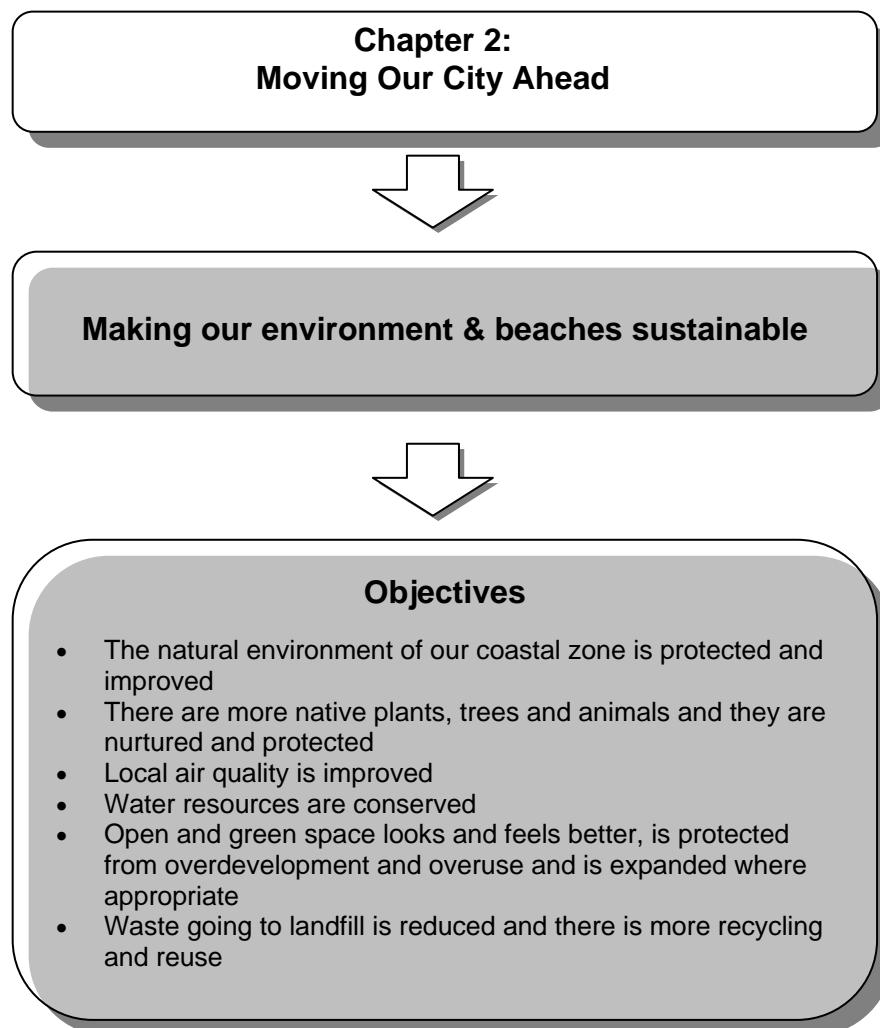 Chapter 2:
Moving Our City Ahead
Making our environment & beaches sustainable
Objectives
• The natural environment of our coastal zone is protected and
improved
• There are more native plants, trees and animals and they are
nurtured and protected
• Local air quality is improved
• Water resources are conserved
• Open and green space looks and feels better, is protected
from overdevelopment and overuse and is expanded where
appropriate
• Waste going to landfill is reduced and there is more recycling
and reuse